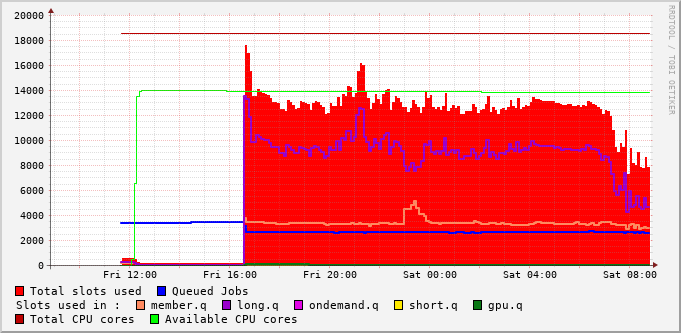 20000
18000
16000
14000
12000
10000
8000
6000
4000
2000
0
Fri 12:00 Fri 16:00 Fri 20:00 Sat 00:00 Sat 04:00 Sat 08:00
Total slots used Queued Jobs
Slots used in : member.q long.q ondemand.q short.q gpu.q
Total CPU cores Available CPU cores
RRDTOOL / TOBI OETIKER